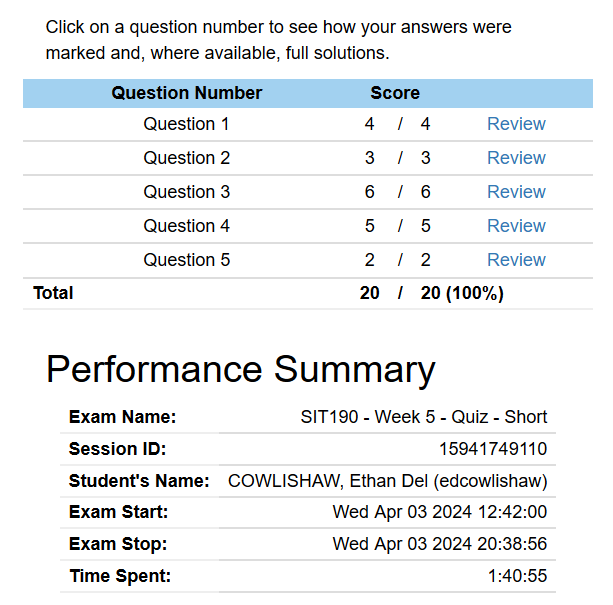 Click on a question number to see how your answers were
marked and, where available, full solutions.
Question Number Score
Question 1 4 / 4 Review
Question 2 3 / 3 Review
Question 3 6 / 6 Review
Question 4 5 / 5 Review
Question 5 2 / 2 Review
Total 20 / 20 (100%)
Performance Summary
Exam Name: SIT190 - Week 5 - Quiz - Short
Session ID: 15941749110
Student's Name: COWLISHAW, Ethan Del (edcowlishaw)
Exam Start: Wed Apr 03 2024 12:42:00
Exam Stop: Wed Apr 03 2024 20:38:56
Time Spent: 1:40:55